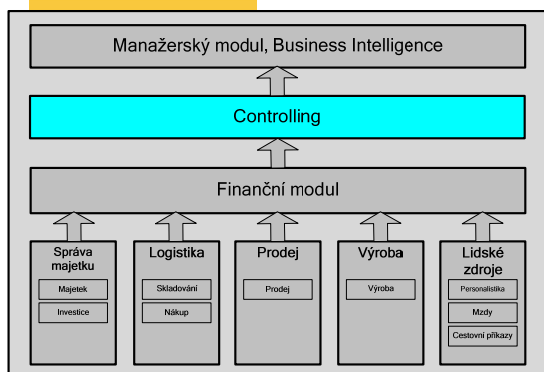 Manažerský modul, Business Intelligence
Controlling
Finanční modul
Správa
majetku
Majetek
Investice
Logistika
Skladování
Nákup
Prodej
Prodej
Výroba
Výroba
Lidské
zdroje
Personalistika
Mzdy
Cestovní příkazy